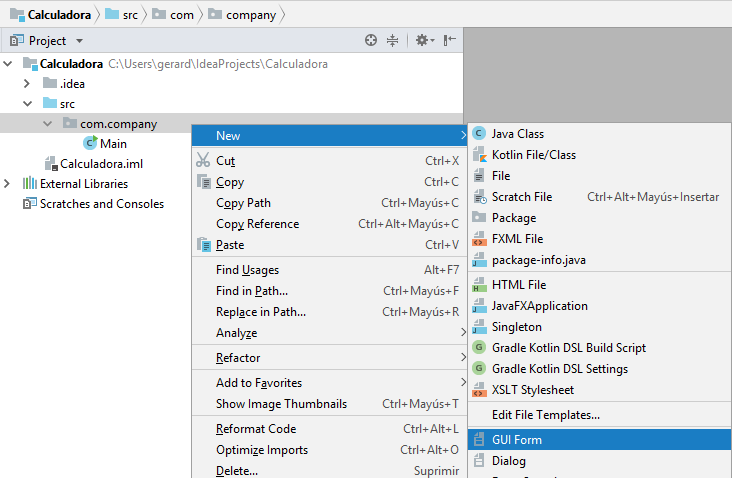 Calculadora src com company
Project
Calculadora C:\Users\gerard\IdeaProjects\Calculadora
.idea
src
com.company
Main
Calculadora.iml
External Libraries
Scratches and Consoles
New
Cut Ctrl+X
Copy Ctrl+C
Copy Path Ctrl+Mayús+C
Copy Reference Ctrl+Alt+Mayús+C
Paste Ctrl+V
Find Usages Alt+F7
Find in Path... Ctrl+Mayús+F
Replace in Path... Ctrl+Mayús+R
Analyze
Refactor
Add to Favorites
Show Image Thumbnails Ctrl+Mayús+T
Reformat Code Ctrl+Alt+L
Optimize Imports Ctrl+Alt+O
Delete... Suprimir
Java Class
Kotlin File/Class
File
Scratch File Ctrl+Alt+Mayús+Insertar
Package
FXML File
package-info.java
HTML File
JavaFXApplication
Singleton
Gradle Kotlin DSL Build Script
Gradle Kotlin DSL Settings
XSLT Stylesheet
Edit File Templates...
GUI Form
Dialog